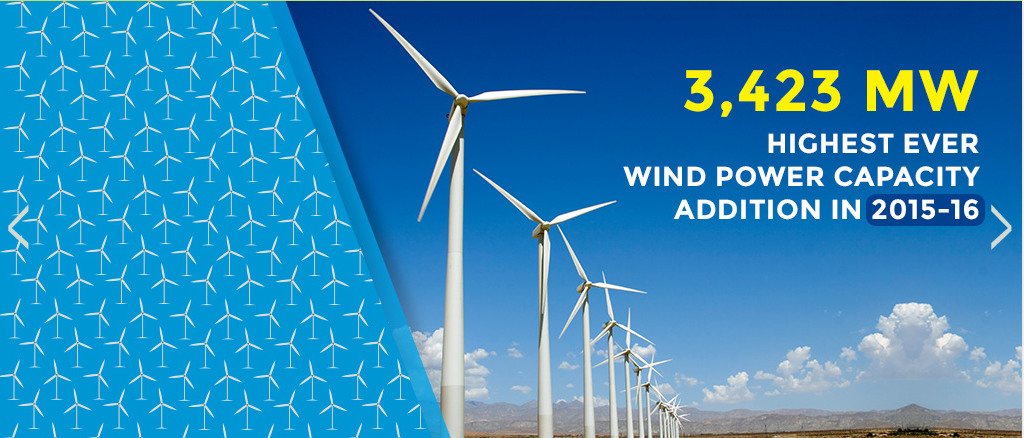 3,423 MW
HIGHEST EVER
WIND POWER CAPACITY
ADDITION IN 2015-16